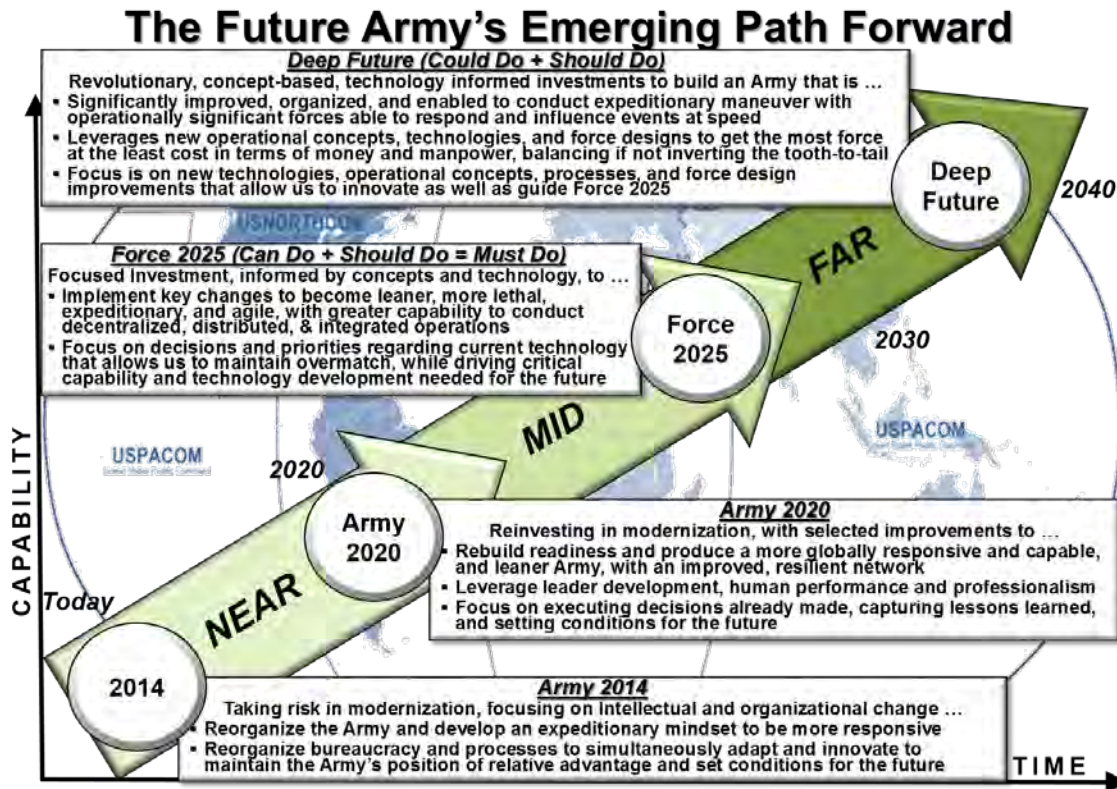 The Future Army's Emerging Path Forward
Deep Future (Could Do + Should Do)
Revolutionary, concept-based, technology informed investments to build an Army that is …
▪ Significantly improved, organized, and enabled to conduct expeditionary maneuver with
operationally significant forces able to respond and influence events at speed
▪ Leverages new operational concepts, technologies, and force designs to get the most force
at the least cost in terms of money and manpower, balancing if not inverting the tooth-to-tail
▪ Focus is on new technologies, operational concepts, processes, and force design
improvements that allow us to innovate as well as guide Force 2025
Deep
Future
2040
USNORTHCOM
FAR
Force 2025 (Can Do + Should Do = Must Do)
Focused Investment, informed by concepts and technology, to …
▪ Implement key changes to become leaner, more lethal,
expeditionary, and agile, with greater capability to conduct
decentralized, distributed, & integrated operations
▪ Focus on decisions and priorities regarding current technology
that allows us to maintain overmatch, while driving critical
capability and technology development needed for the future
Force
2025
2030
MID
USPACOM
USPACOM
2020
Army
2020
Army 2020
Reinvesting in modernization, with selected improvements to …
▪ Rebuild readiness and produce a more globally responsive and capable,
and leaner Army, with an improved, resilient network
▪ Leverage leader development, human performance and professionalism
▪ Focus on executing decisions already made, capturing lessons learned,
and setting conditions for the future
CAPABILITY
Today
NEAR
2014
Army 2014
Taking risk in modernization, focusing on intellectual and organizational change …
▪ Reorganize the Army and develop an expeditionary mindset to be more responsive
▪ Reorganize bureaucracy and processes to simultaneously adapt and innovate to
maintain the Army's position of relative advantage and set conditions for the future
TIME